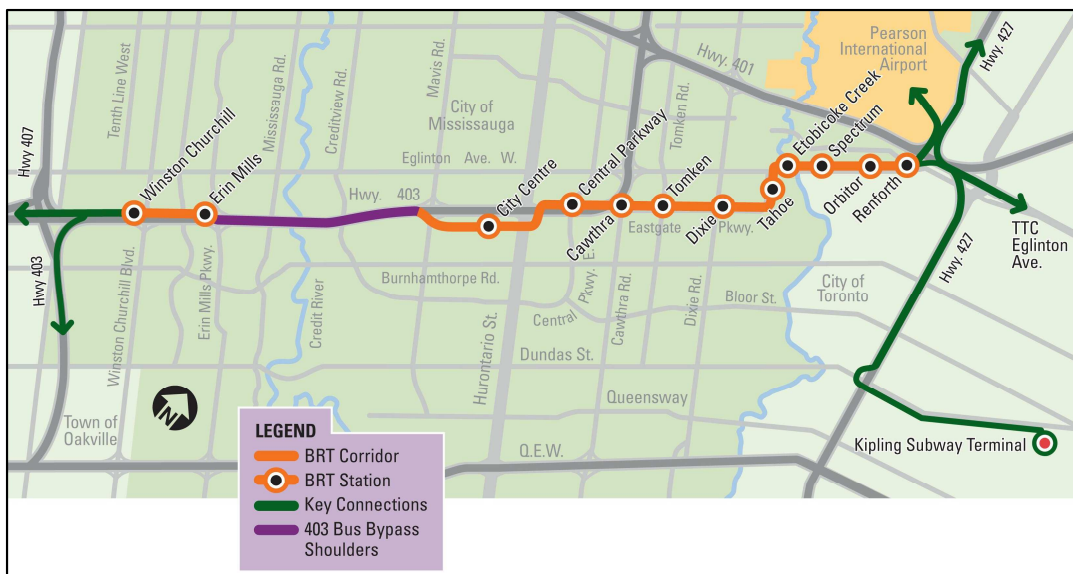 Hwy 407
Tenth Line West
Winston Churchill
Erin Mills
Mississauga Rd.
Creditview Rd.
Mavis Rd.
City of
Mississauga
Eglinton Ave. W.
Hwy. 403
City Centre
Central Parkway
Cawthra
Tomken Rd.
Tomken
Hwy. 401
Pearson
International
Airport
Hwy. 427
Etobicoke Creek
Spectrum
Orbitor
Renforth
Dixie
Tahoe
Eastgate Pkwy.
TTC
Eglinton
Ave.
Hwy. 427
Hwy 403
Winston Churchill Blvd.
Erin Mills Pkwy.
Credit River
Burnhamthorpe Rd.
Hurontario St.
Central Pkwy. E.
Cawthra Rd.
Dixie Rd.
Bloor St.
City of
Toronto
Dundas St.
Queensway
Q.E.W.
Town of
Oakville
N
Kipling Subway Terminal
LEGEND
BRT Corridor
BRT Station
Key Connections
403 Bus Bypass
Shoulders